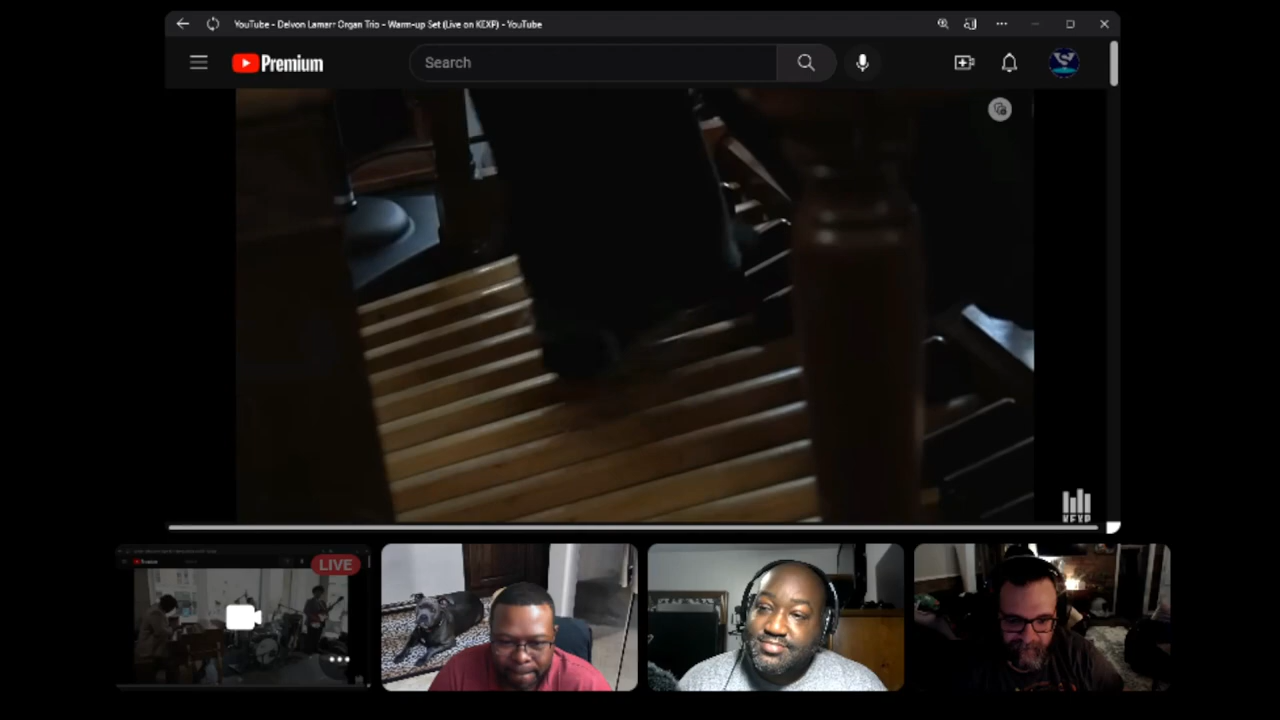 YouTube - Delvon Lamarr Organ Trio - Warm-up Set (Live on KEXP) - YouTube
Premium
Search
KEXP
LIVE